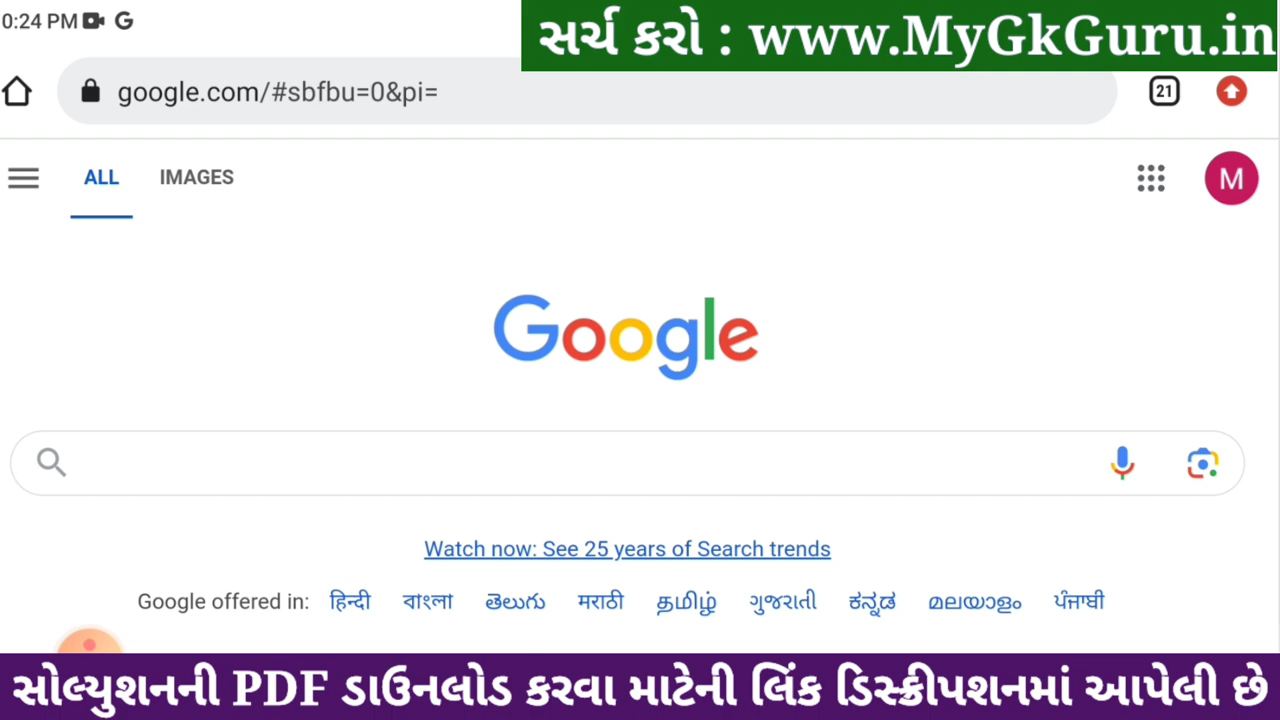 0:24 PM
સર્ચ કરો : www.MyGkGuru.in
google.com/#sbfbu=0&pi=
21
ALL IMAGES
M
Google
Watch now: See 25 years of Search trends
Google offered in: हिन्दी বাংলা తెలుగు मराठी தமிழ் ગુજરાતી ಕನ್ನಡ മലയാളം ਪੰਜਾਬੀ
સોલ્યુશનની PDF ડાઉનલોડ કરવા માટેની લિંક ડિસ્ક્રીપશનમાં આપેલી છે